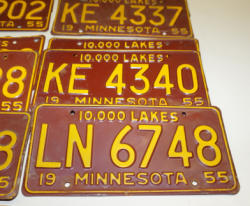 902
KE 4337
19 MINNESOTA 55
10,000 LAKES
10,000 LAKES
KE 4340
19 MINNESOTA 55
10,000 LAKES
LN 6748
19 MINNESOTA 55